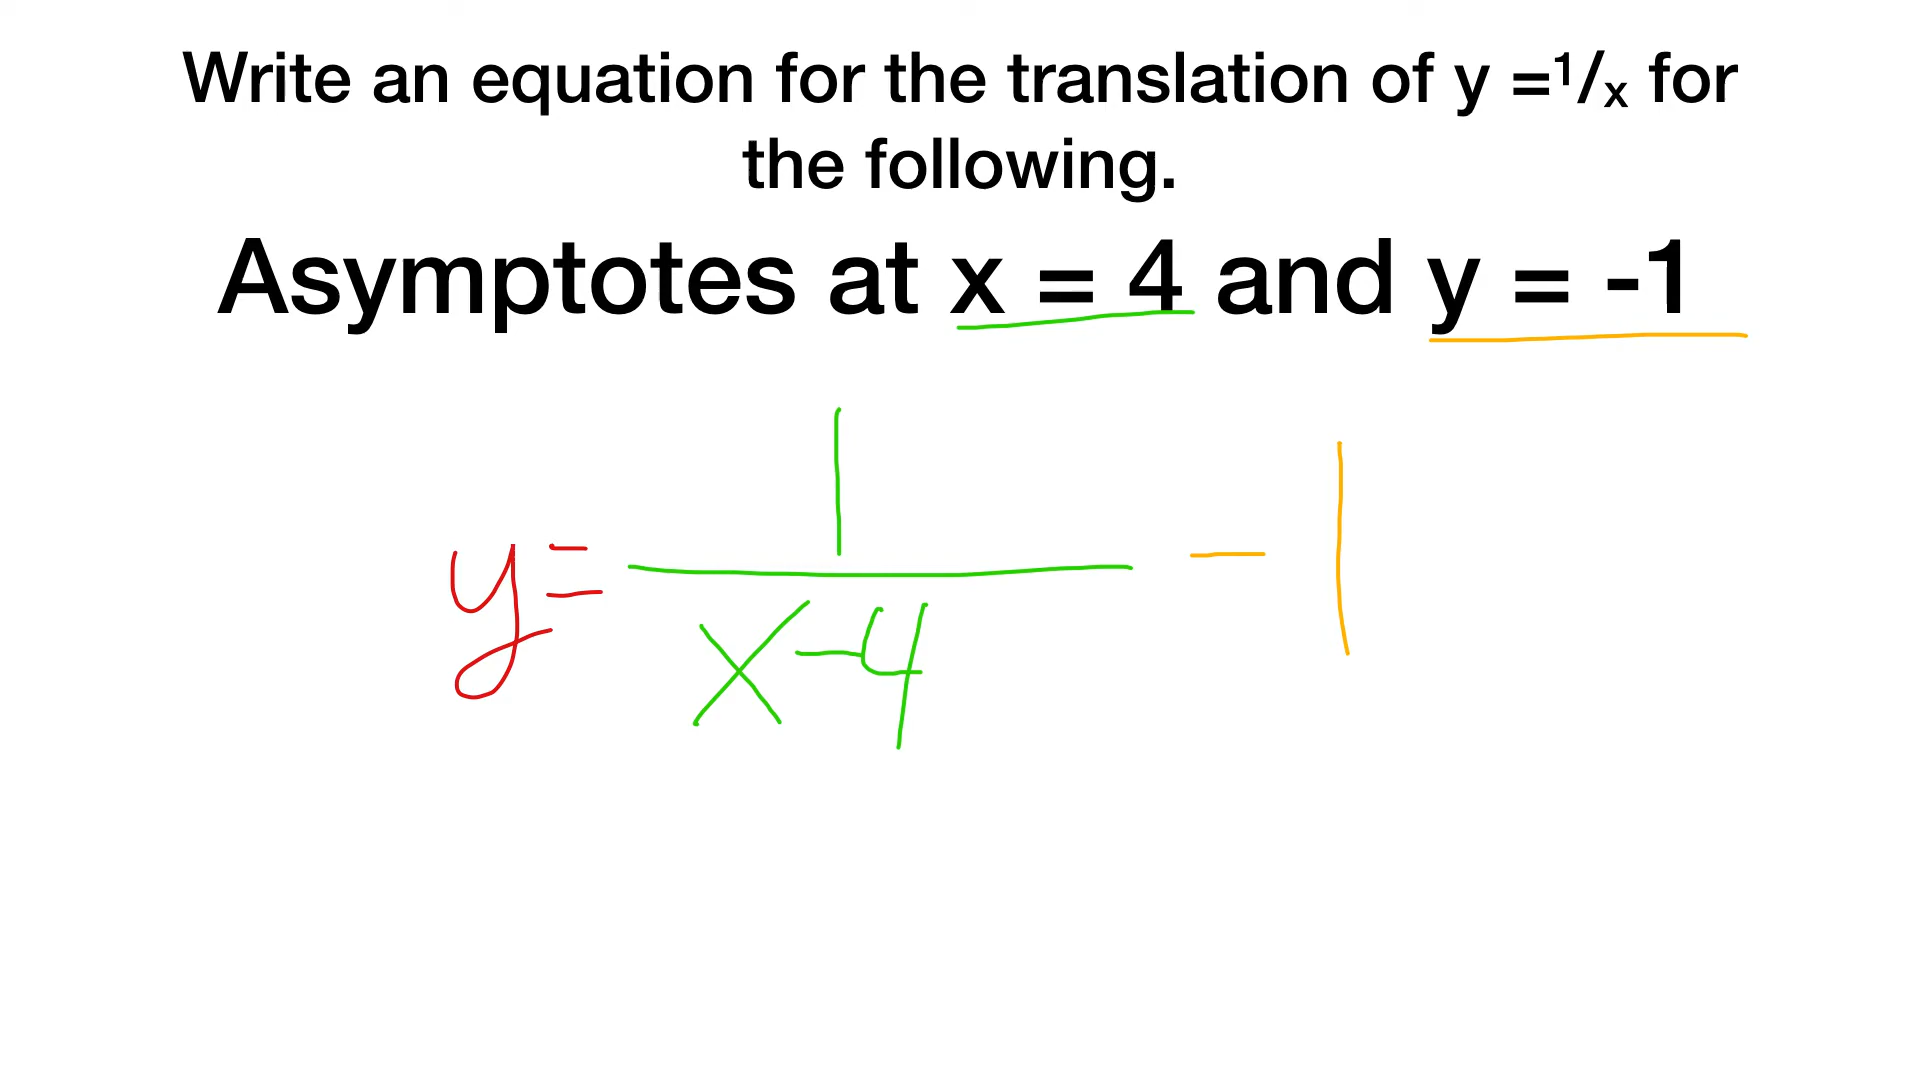 Write an equation for the translation of y =¹/ₓ for
the following.
Asymptotes at x = 4 and y = -1
1
y= ―――― - 1
x-4